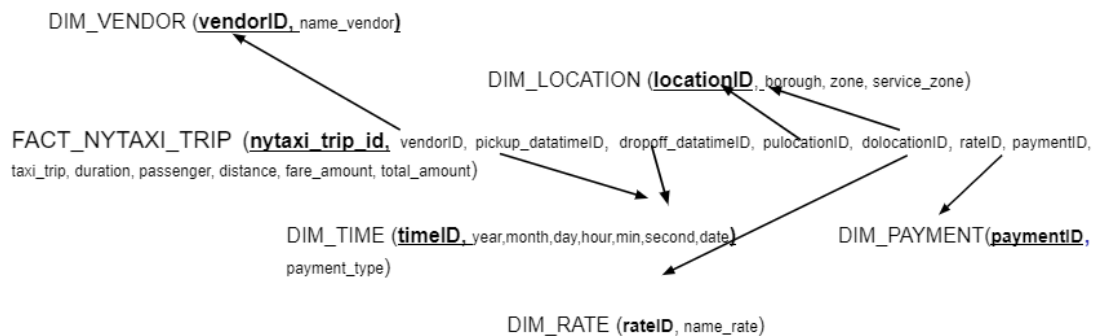 DIM_VENDOR (vendorID, name_vendor)
DIM_LOCATION (locationID, borough, zone, service_zone)
FACT_NYTAXI_TRIP (nytaxi_trip_id, vendorID, pickup_datatimeID, dropoff_datatimeID, pulocationID, dolocationID, rateID, paymentID,
taxi_trip, duration, passenger, distance, fare_amount, total_amount)
DIM_TIME (timeID, year,month,day,hour,min,second,date) DIM_PAYMENT(paymentID,
payment_type)
DIM_RATE (rateID, name_rate)